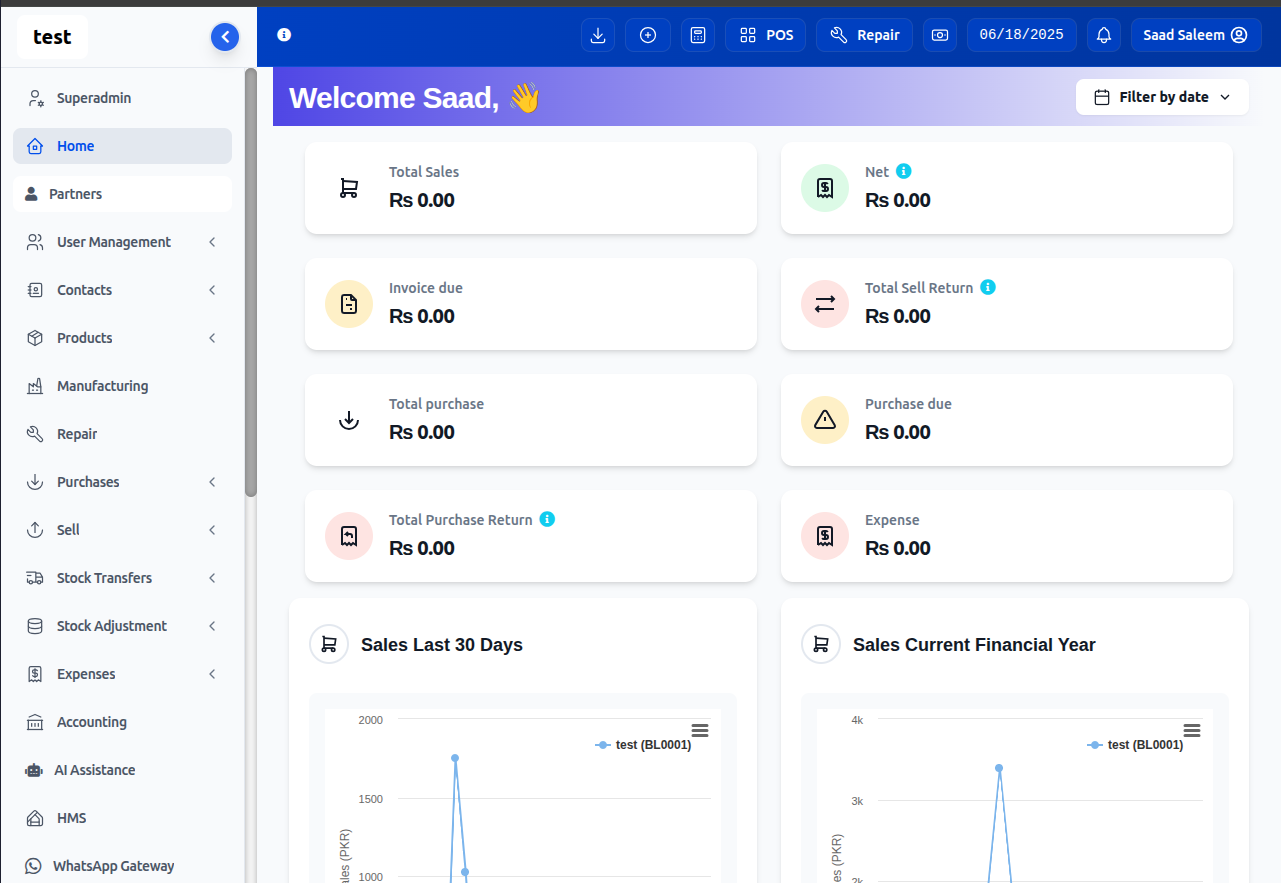 test
POS
Repair
06/18/2025
Saad Saleem
Superadmin
Home
Partners
User Management
Contacts
Products
Manufacturing
Repair
Purchases
Sell
Stock Transfers
Stock Adjustment
Expenses
Accounting
AI Assistance
HMS
WhatsApp Gateway
Welcome Saad, 👋
Filter by date
Total Sales
Rs 0.00
Net
Rs 0.00
Invoice due
Rs 0.00
Total Sell Return
Rs 0.00
Total purchase
Rs 0.00
Purchase due
Rs 0.00
Total Purchase Return
Rs 0.00
Expense
Rs 0.00
Sales Last 30 Days
2000
test (BL0001)
1500
1000
(PKR)
Sales Current Financial Year
4k
test (BL0001)
3k
2k
(PKR)